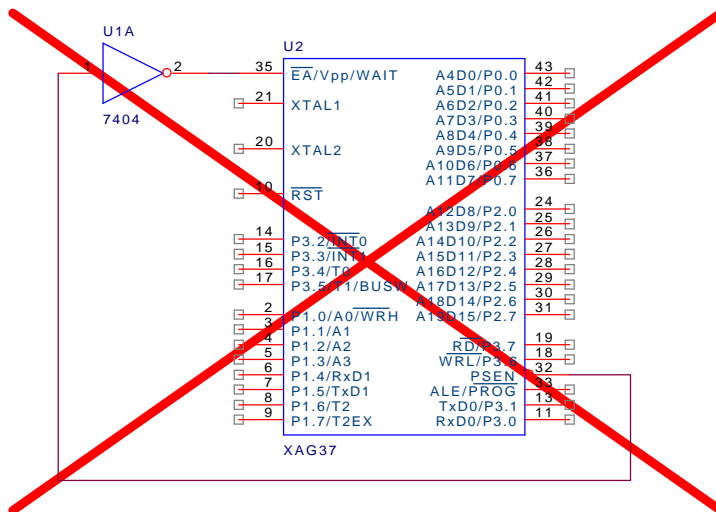 U1A
1
2
7404
U2
35
EA/Vpp/WAIT
21
XTAL1
20
XTAL2
10
RST
14
P3.2/INT0
15
P3.3/INT1
16
P3.4/T0
17
P3.5/T1/BUSW
2
P1.0/A0/WRH
3
P1.1/A1
4
P1.2/A2
5
P1.3/A3
6
P1.4/RxD1
7
P1.5/TxD1
8
P1.6/T2
9
P1.7/T2EX
A4D0/P0.0
43
A5D1/P0.1
42
A6D2/P0.2
41
A7D3/P0.3
40
A8D4/P0.4
39
A9D5/P0.5
38
A10D6/P0.6
37
A11D7/P0.7
36
A12D8/P2.0
24
A13D9/P2.1
25
A14D10/P2.2
26
A15D11/P2.3
27
A16D12/P2.4
28
A17D13/P2.5
29
A18D14/P2.6
30
A19D15/P2.7
31
RD/P3.7
19
WRL/P3.6
18
PSEN
32
ALE/PROG
33
TxD0/P3.1
13
RxD0/P3.0
11
XAG37